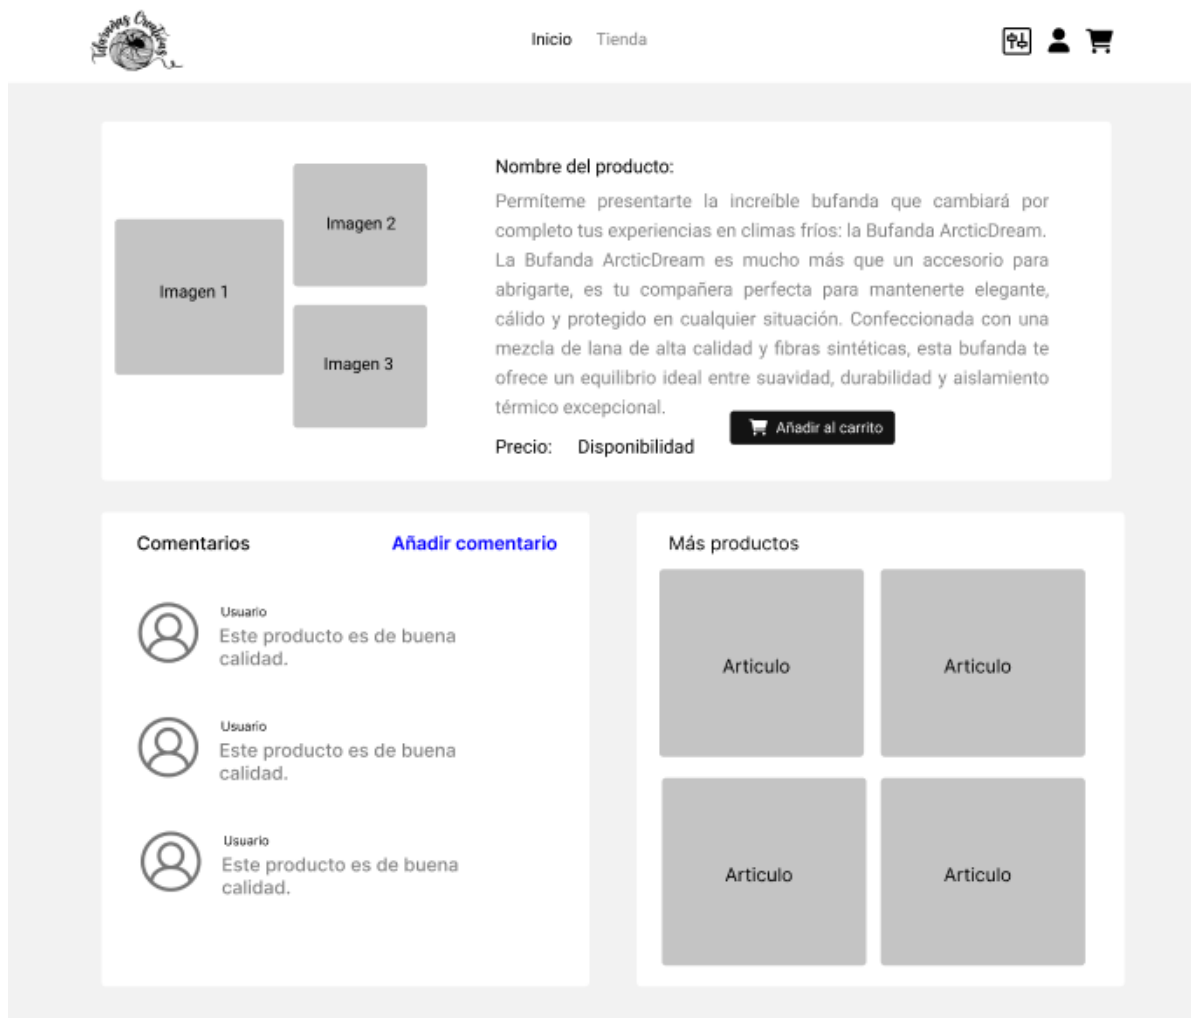 Creativas
Inicio
Tienda
Imagen 1
Imagen 2
Imagen 3
Nombre del producto:
Permíteme presentarte la increíble bufanda que cambiará por
completo tus experiencias en climas fríos: la Bufanda ArcticDream.
La Bufanda ArcticDream es mucho más que un accesorio para
abrigarte, es tu compañera perfecta para mantenerte elegante,
cálido y protegido en cualquier situación. Confeccionada con una
mezcla de lana de alta calidad y fibras sintéticas, esta bufanda te
ofrece un equilibrio ideal entre suavidad, durabilidad y aislamiento
térmico excepcional.
Precio:
Disponibilidad
Añadir al carrito
Comentarios
Añadir comentario
Usuario
Este producto es de buena
calidad.
Usuario
Este producto es de buena
calidad.
Usuario
Este producto es de buena
calidad.
Más productos
Articulo
Articulo
Articulo
Articulo